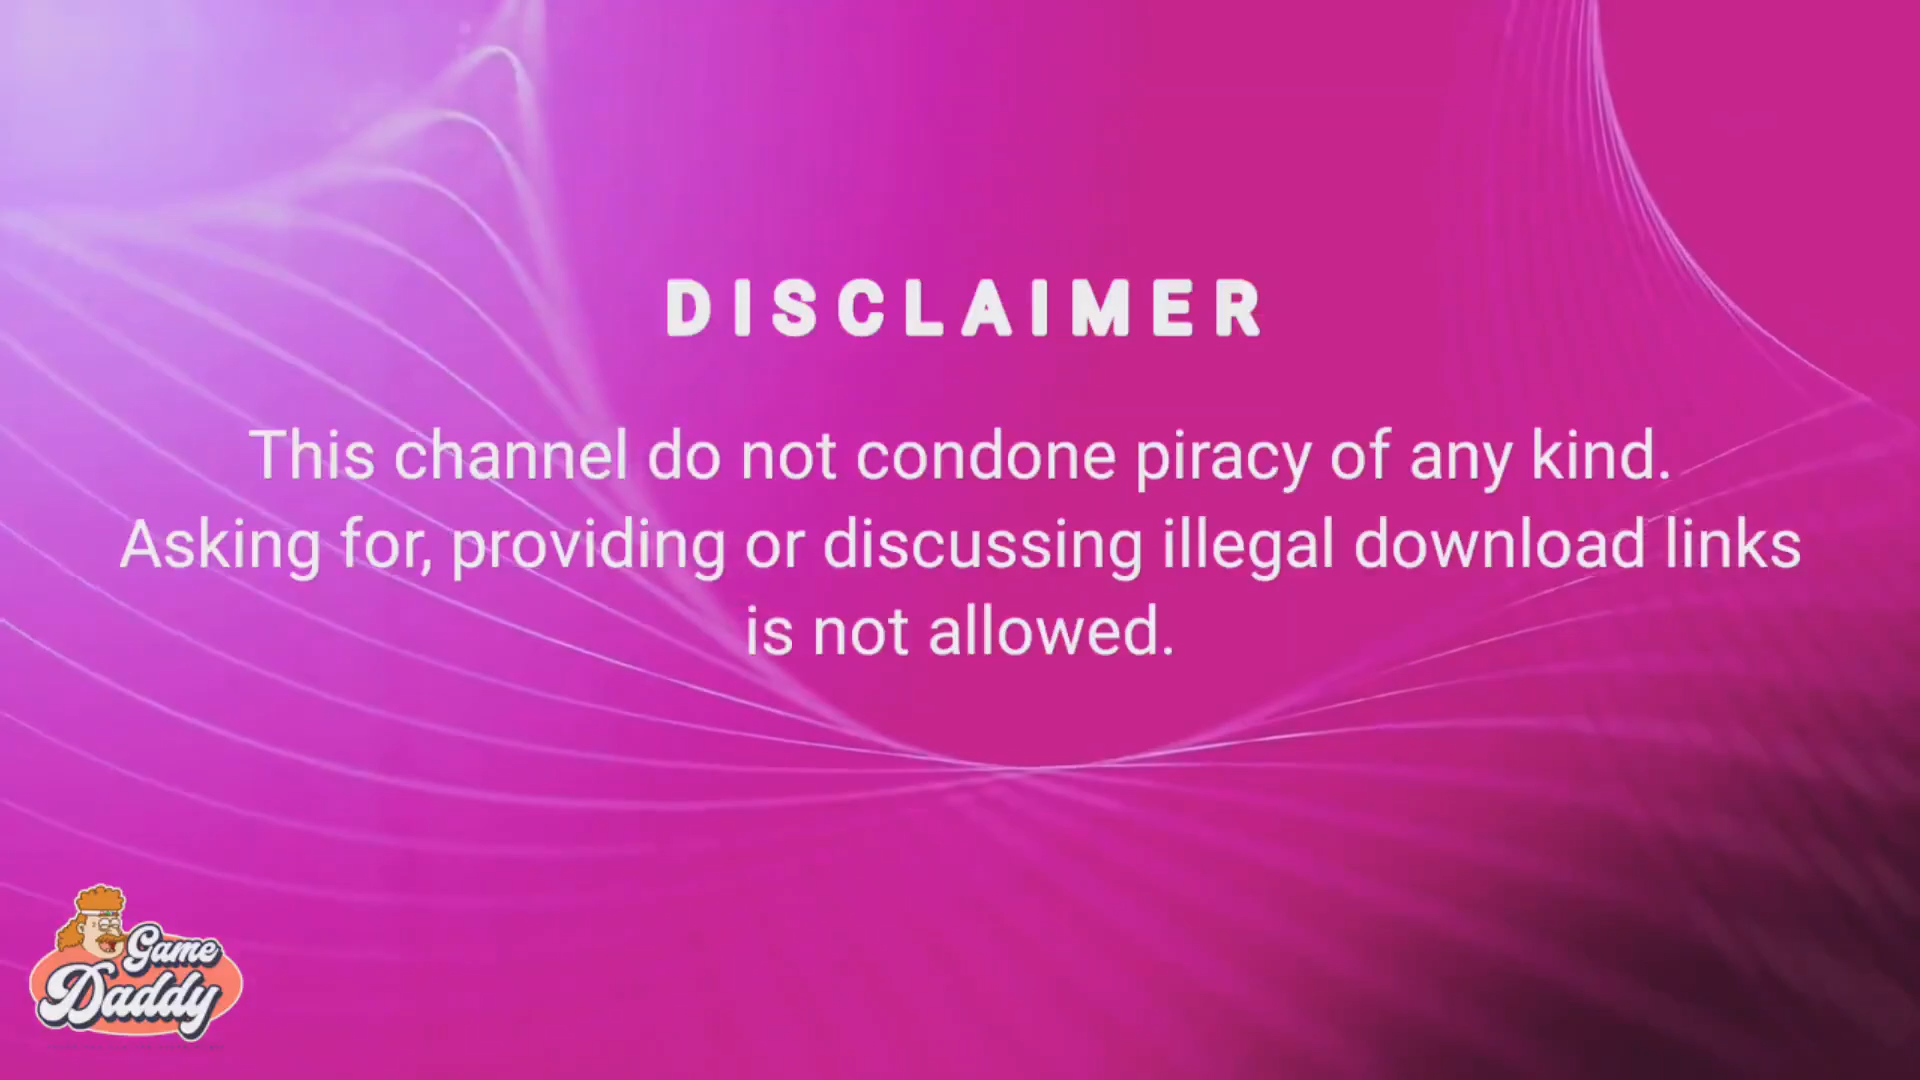 DISCLAIMER
This channel do not condone piracy of any kind.
Asking for, providing or discussing illegal download links
is not allowed.
Game
Daddy